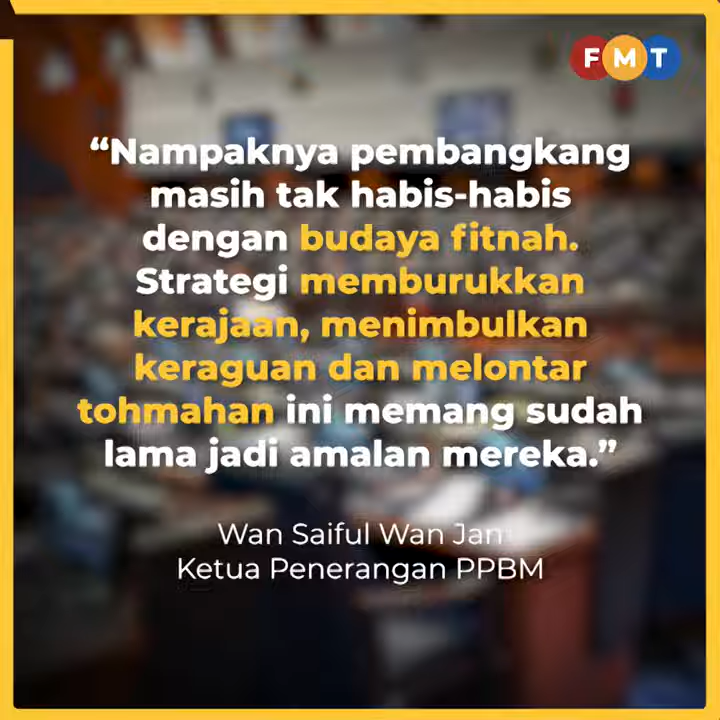 FMT
“Nampaknya pembangkang
masih tak habis-habis
dengan budaya fitnah.
Strategi memburukkan
kerajaan, menimbulkan
keraguan dan melontar
tohmahan ini memang sudah
lama jadi amalan mereka.”
Wan Saiful Wan Jan
Ketua Penerangan PPBM